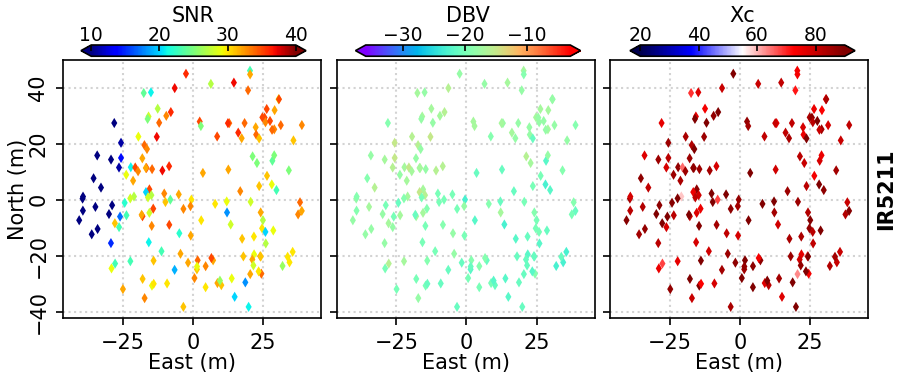 SNR DBV Xc
10 20 30 40 −30 −20 −10 20 40 60 80
40
20
0
−20
−40
North (m)
−25 0 25 −25 0 25 −25 0 25
East (m) East (m) East (m)
IR5211